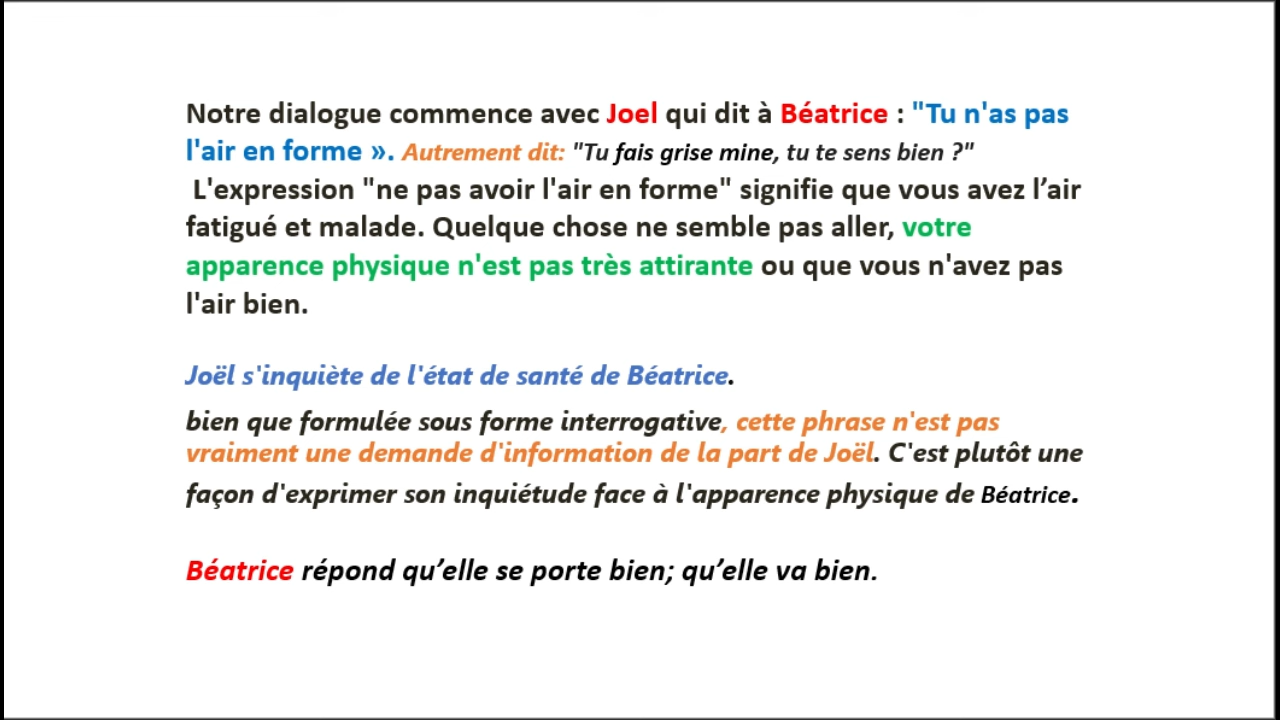 Notre dialogue commence avec Joel qui dit à Béatrice : "Tu n'as pas
l'air en forme ». Autrement dit: "Tu fais grise mine, tu te sens bien ?"
L'expression "ne pas avoir l'air en forme" signifie que vous avez l’air
fatigué et malade. Quelque chose ne semble pas aller, votre
apparence physique n'est pas très attirante ou que vous n'avez pas
l'air bien.
Joël s'inquiète de l'état de santé de Béatrice.
bien que formulée sous forme interrogative, cette phrase n'est pas
vraiment une demande d'information de la part de Joël. C'est plutôt une
façon d'exprimer son inquiétude face à l'apparence physique de Béatrice.
Béatrice répond qu’elle se porte bien; qu’elle va bien.